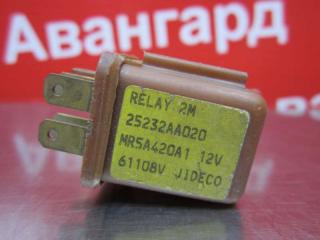 Авангард
RELAY 2M
25232AA020
MR5A420A1 12V
61108V JIDECO